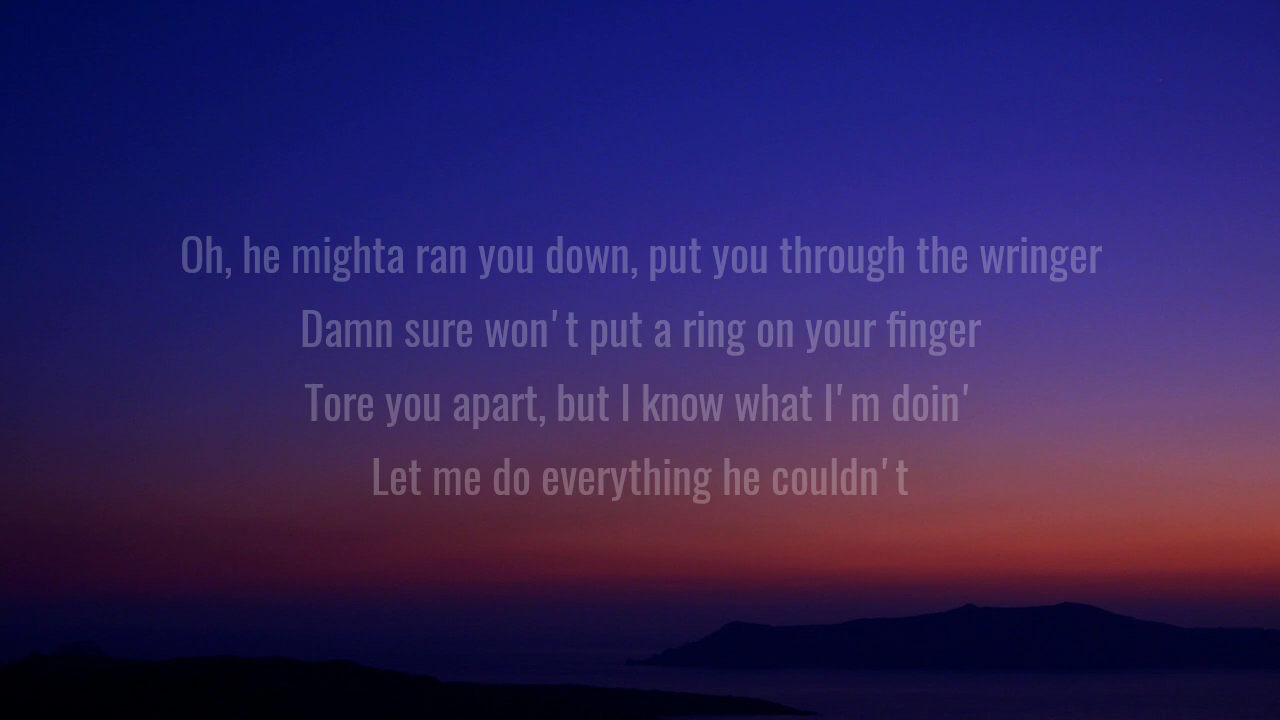 Oh, he mighta ran you down, put you through the wringer
Damn sure won't put a ring on your finger
Tore you apart, but I know what I'm doin'
Let me do everything he couldn't